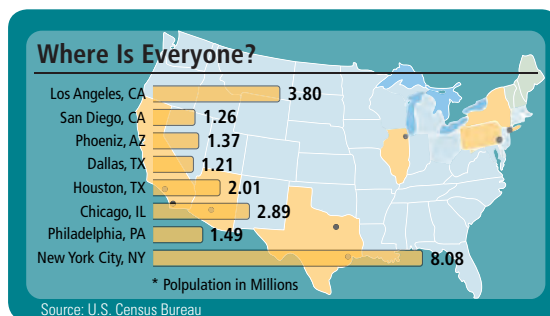 Where Is Everyone?
Los Angeles, CA 3.80
San Diego, CA 1.26
Phoeniz, AZ 1.37
Dallas, TX 1.21
Houston, TX 2.01
Chicago, IL 2.89
Philadelphia, PA 1.49
New York City, NY 8.08
* Polpulation in Millions
Source: U.S. Census Bureau